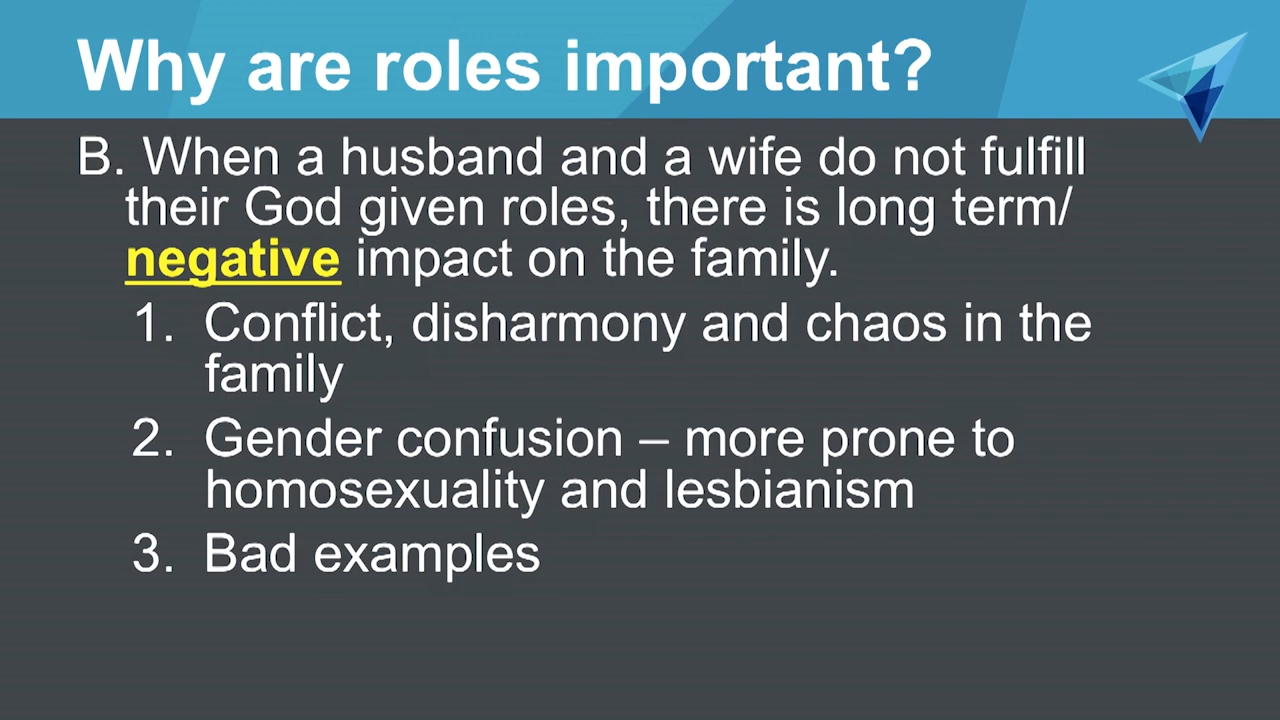 Why are roles important?
B. When a husband and a wife do not fulfill
their God given roles, there is long term/
negative impact on the family.
1. Conflict, disharmony and chaos in the
family
2. Gender confusion – more prone to
homosexuality and lesbianism
3. Bad examples